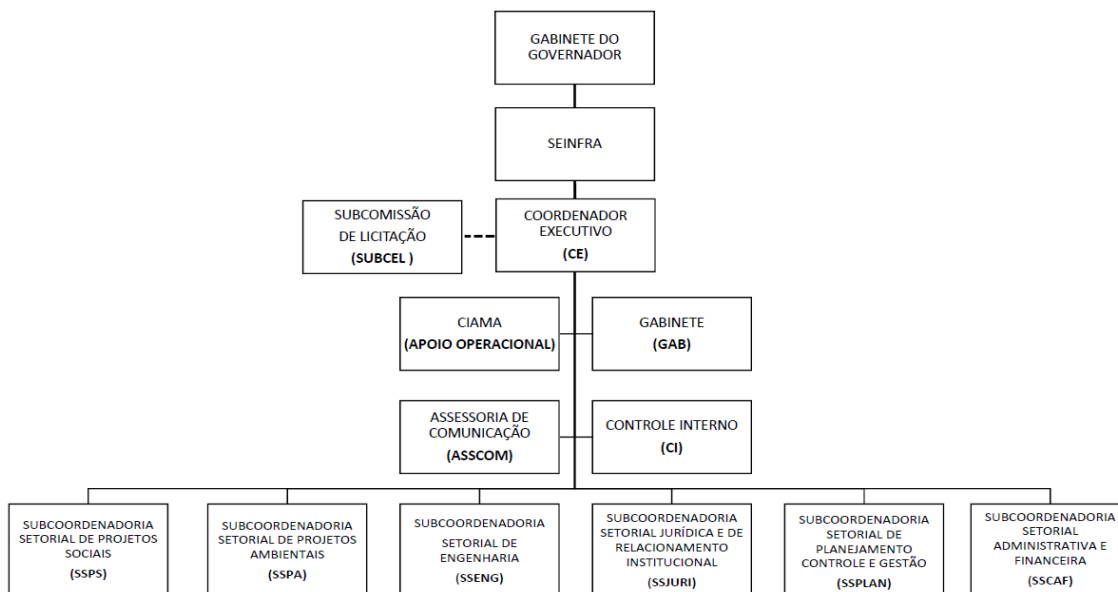 GABINETE DO
GOVERNADOR
SEINFRA
SUBCOMISSÃO
DE LICITAÇÃO
(SUBCEL )
COORDENADOR
EXECUTIVO
(CE)
CIAMA
(APOIO OPERACIONAL)
GABINETE
(GAB)
ASSESSORIA DE
COMUNICAÇÃO
(ASSCOM)
CONTROLE INTERNO
(CI)
SUBCOORDENADORIA
SETORIAL DE PROJETOS
SOCIAIS
(SSPS)
SUBCOORDENADORIA
SETORIAL DE PROJETOS
AMBIENTAIS
(SSPA)
SUBCOORDENADORIA
SETORIAL DE ENGENHARIA
(SSENG)
SUBCOORDENADORIA
SETORIAL JURÍDICA E DE
RELACIONAMENTO
INSTITUCIONAL
(SSJURI)
SUBCOORDENADORIA
SETORIAL DE
PLANEJAMENTO
CONTROLE E GESTÃO
(SSPLAN)
SUBCOORDENADORIA
SETORIAL
ADMINISTRATIVA E
FINANCEIRA
(SSCAF)